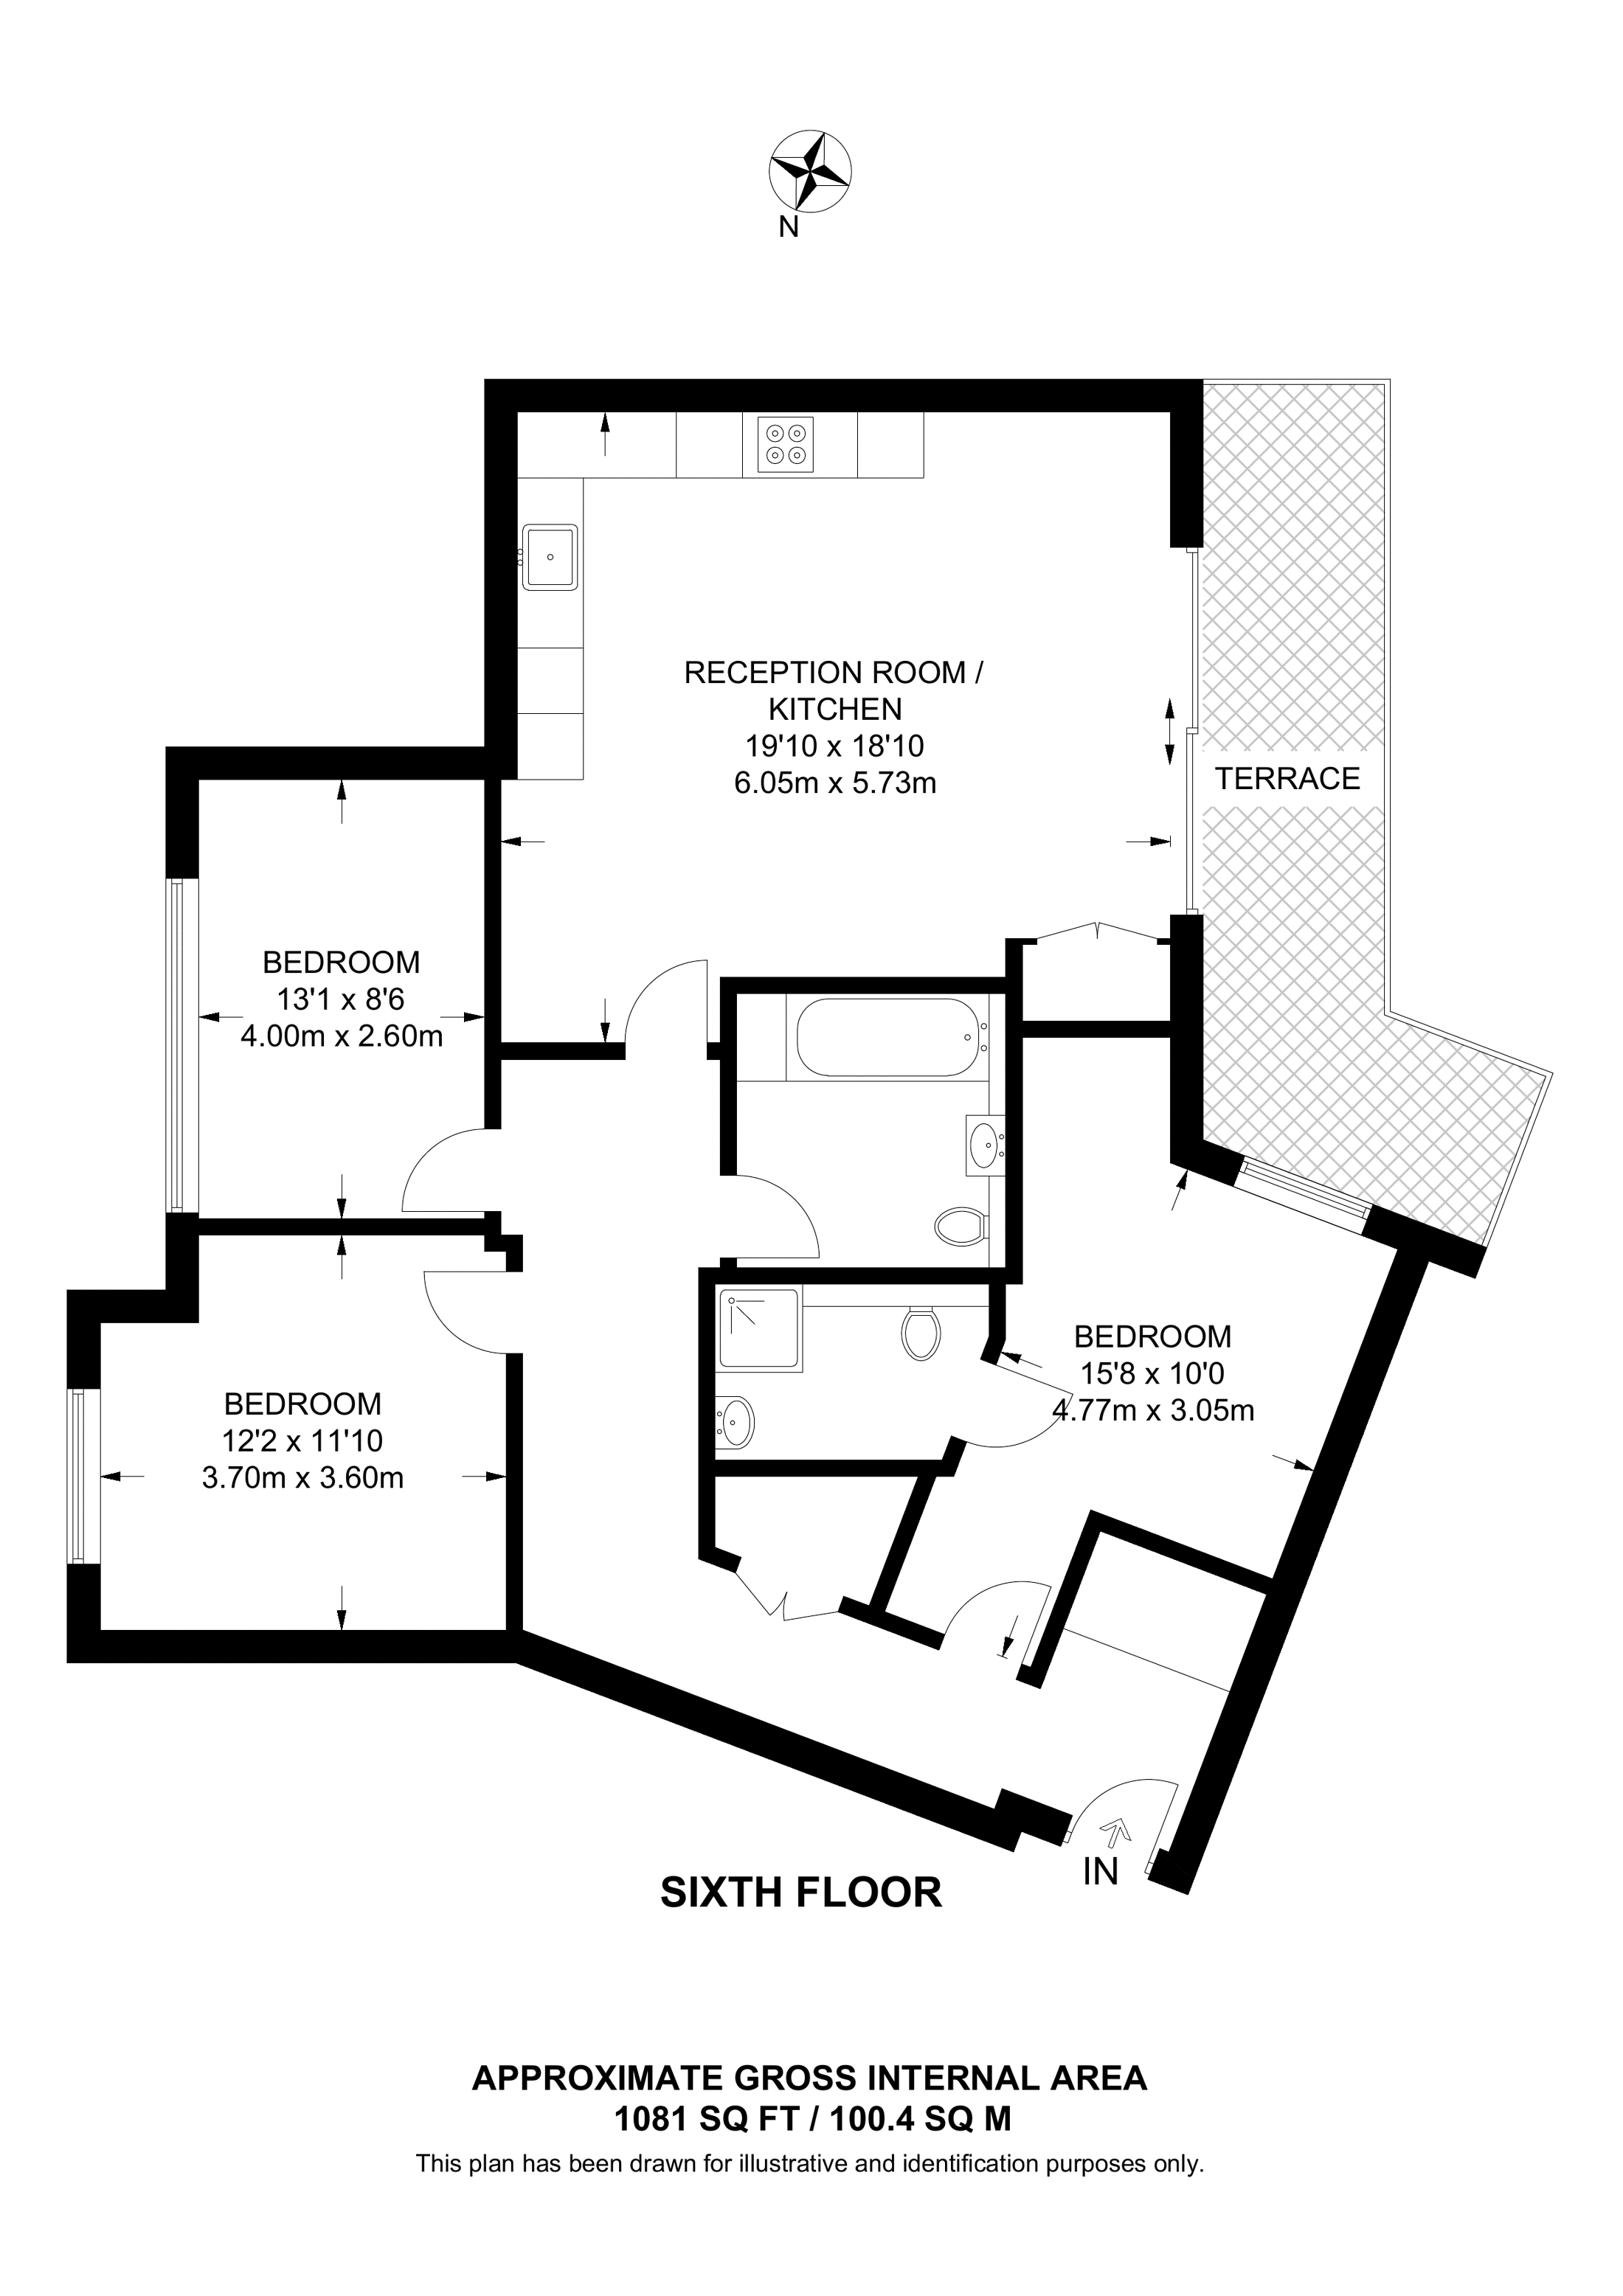 N
RECEPTION ROOM /
KITCHEN
19'10 x 18'10
6.05m x 5.73m
TERRACE
BEDROOM
13'1 x 8'6
4.00m x 2.60m
BEDROOM
15'8 x 10'0
4.77m x 3.05m
BEDROOM
12'2 x 11'10
3.70m x 3.60m
IN
SIXTH FLOOR
APPROXIMATE GROSS INTERNAL AREA
1081 SQ FT / 100.4 SQ M
This plan has been drawn for illustrative and identification purposes only.